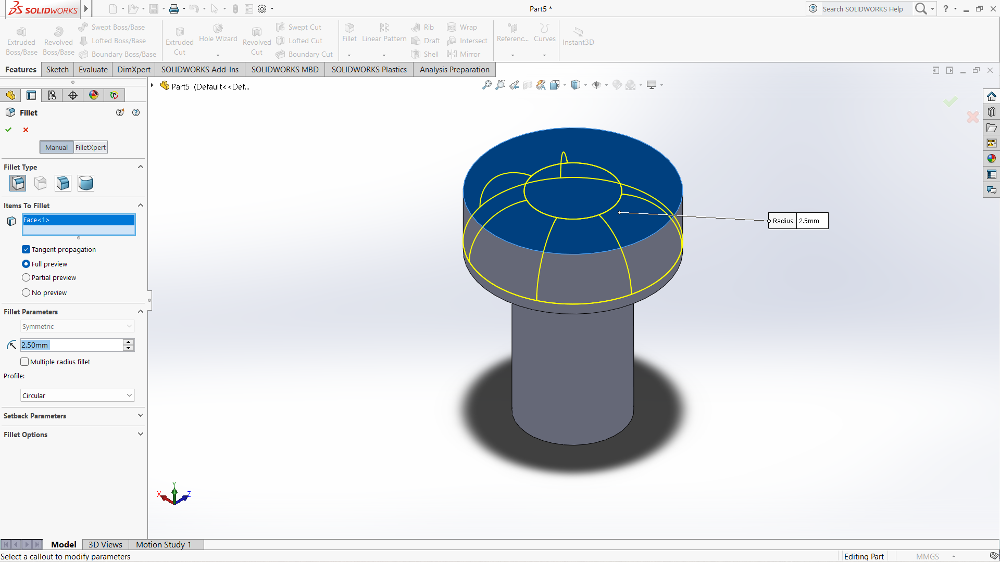 SOLIDWORKS
Part5 *
Search SOLIDWORKS Help
Extruded Boss/Base
Revolved Boss/Base
Swept Boss/Base
Lofted Boss/Base
Boundary Boss/Base
Extruded Cut
Hole Wizard
Revolved Cut
Swept Cut
Lofted Cut
Boundary Cut
Fillet
Linear Pattern
Rib
Draft
Shell
Wrap
Intersect
Mirror
Referenc...
Curves
Instant3D
Features
Sketch
Evaluate
DimXpert
SOLIDWORKS Add-Ins
SOLIDWORKS MBD
SOLIDWORKS Plastics
Analysis Preparation
Part5 (Default<<Def...
Fillet
Manual
FilletXpert
Fillet Type
Items To Fillet
Face<1>
Tangent propagation
Full preview
Partial preview
No preview
Fillet Parameters
Symmetric
2.50mm
Multiple radius fillet
Profile:
Circular
Setback Parameters
Fillet Options
Radius: 2.5mm
Y
X
Z
Model
3D Views
Motion Study 1
Select a callout to modify parameters
Editing Part
MMGS